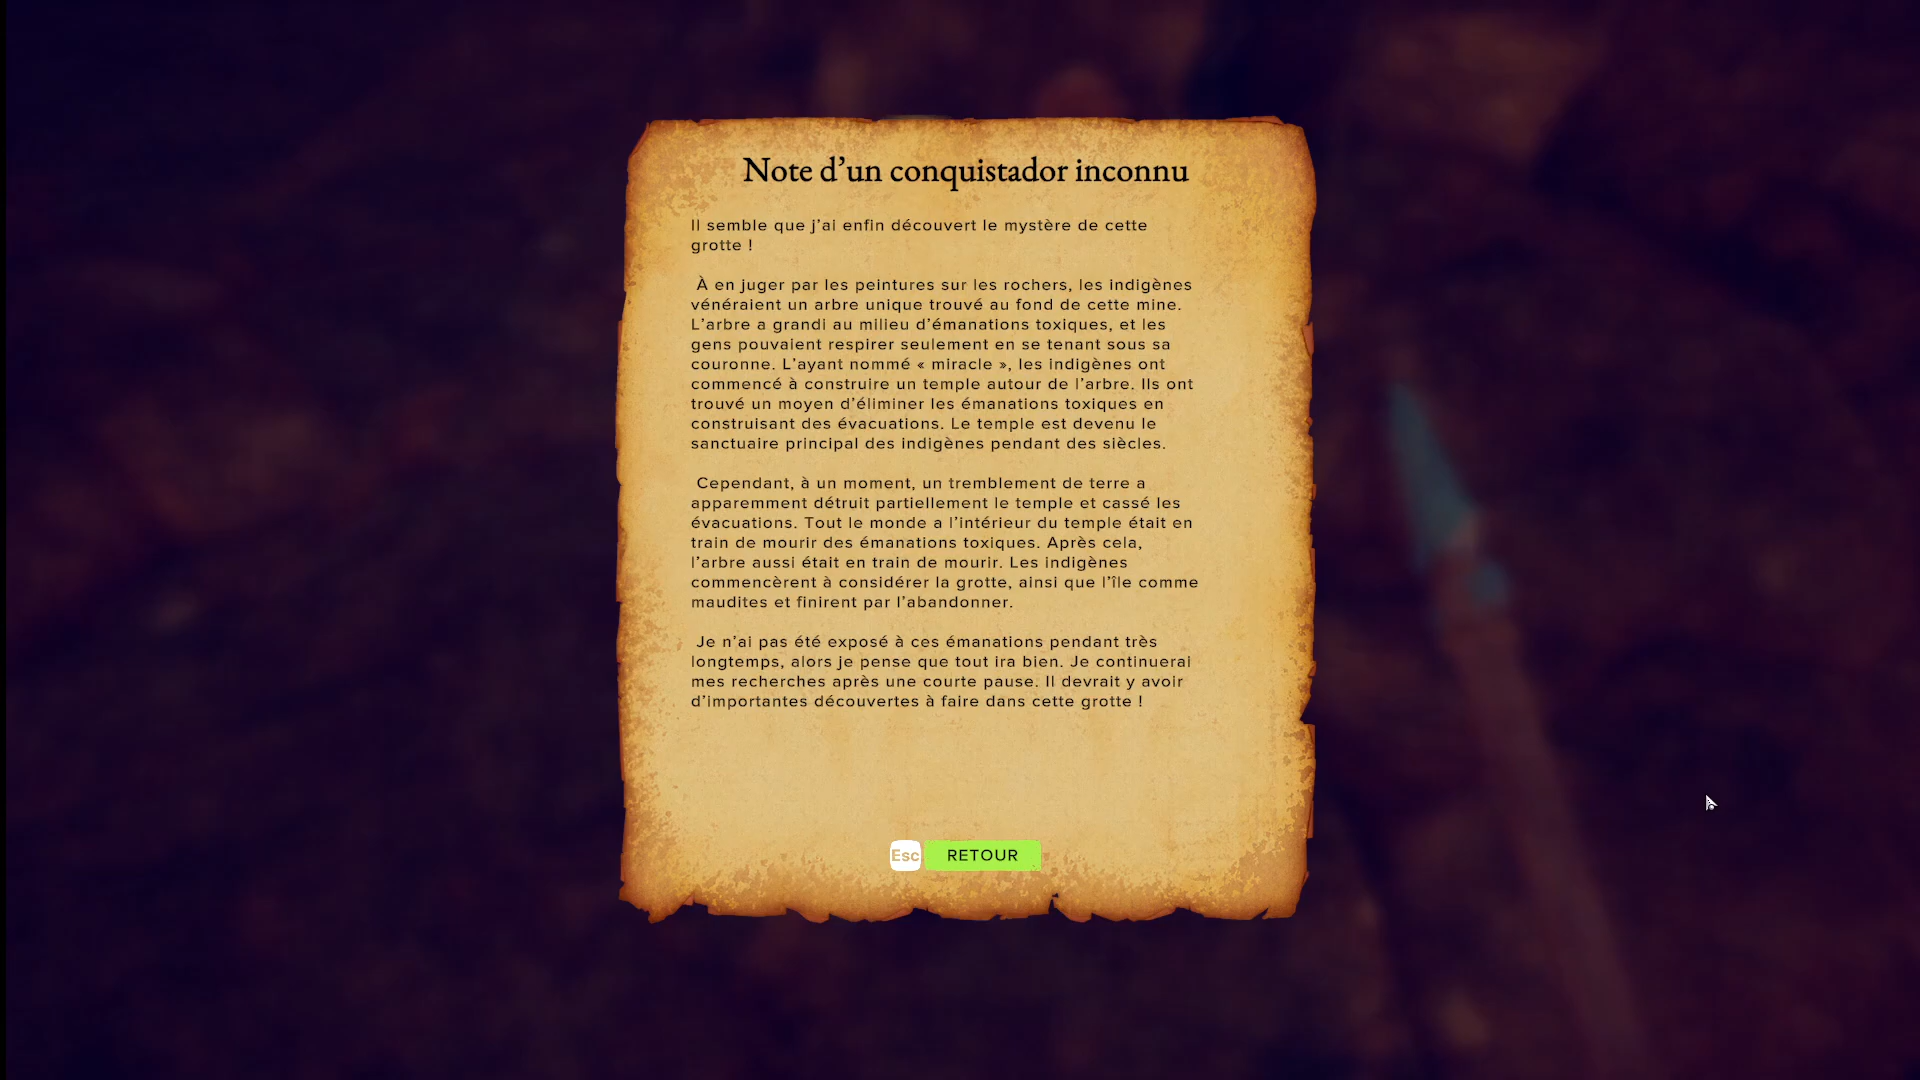 Note d’un conquistador inconnu
Il semble que j’ai enfin découvert le mystère de cette
grotte !
À en juger par les peintures sur les rochers, les indigènes
vénéraient un arbre unique trouvé au fond de cette mine.
L’arbre a grandi au milieu d’émanations toxiques, et les
gens pouvaient respirer seulement en se tenant sous sa
couronne. L’ayant nommé « miracle », les indigènes ont
commencé à construire un temple autour de l’arbre. Ils ont
trouvé un moyen d’éliminer les émanations toxiques en
construisant des évacuations. Le temple est devenu le
sanctuaire principal des indigènes pendant des siècles.
Cependant, à un moment, un tremblement de terre a
apparemment détruit partiellement le temple et cassé les
évacuations. Tout le monde a l’intérieur du temple était en
train de mourir des émanations toxiques. Après cela,
l’arbre aussi était en train de mourir. Les indigènes
commencèrent à considérer la grotte, ainsi que l’île comme
maudites et finirent par l’abandonner.
Je n’ai pas été exposé à ces émanations pendant très
longtemps, alors je pense que tout ira bien. Je continuerai
mes recherches après une courte pause. Il devrait y avoir
d’importantes découvertes à faire dans cette grotte !
Esc RETOUR